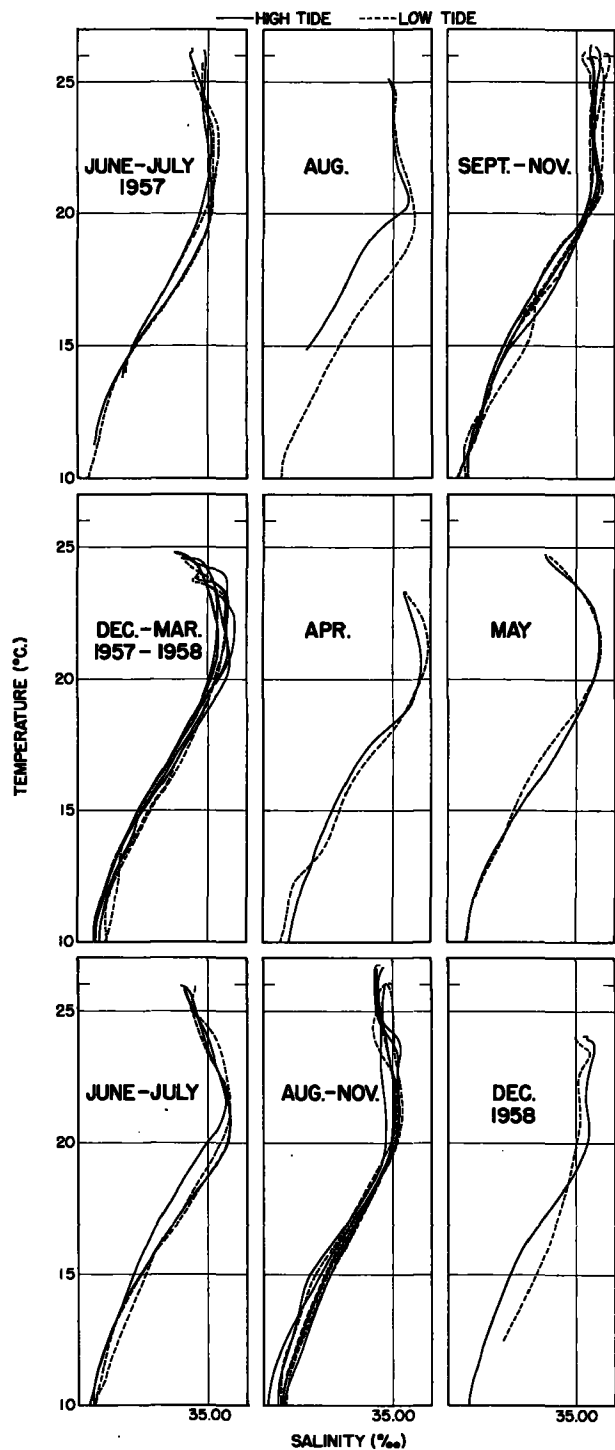 HIGH TIDE LOW TIDE
25
JUNE-JULY
1957
AUG.
SEPT.-NOV.
20
15
10
TEMPERATURE (°C.)
25
DEC.-MAR.
1957-1958
APR.
MAY
20
15
10
25
JUNE-JULY
AUG.-NOV.
DEC.
1958
20
15
10
35.00 35.00 35.00
SALINITY (‰)